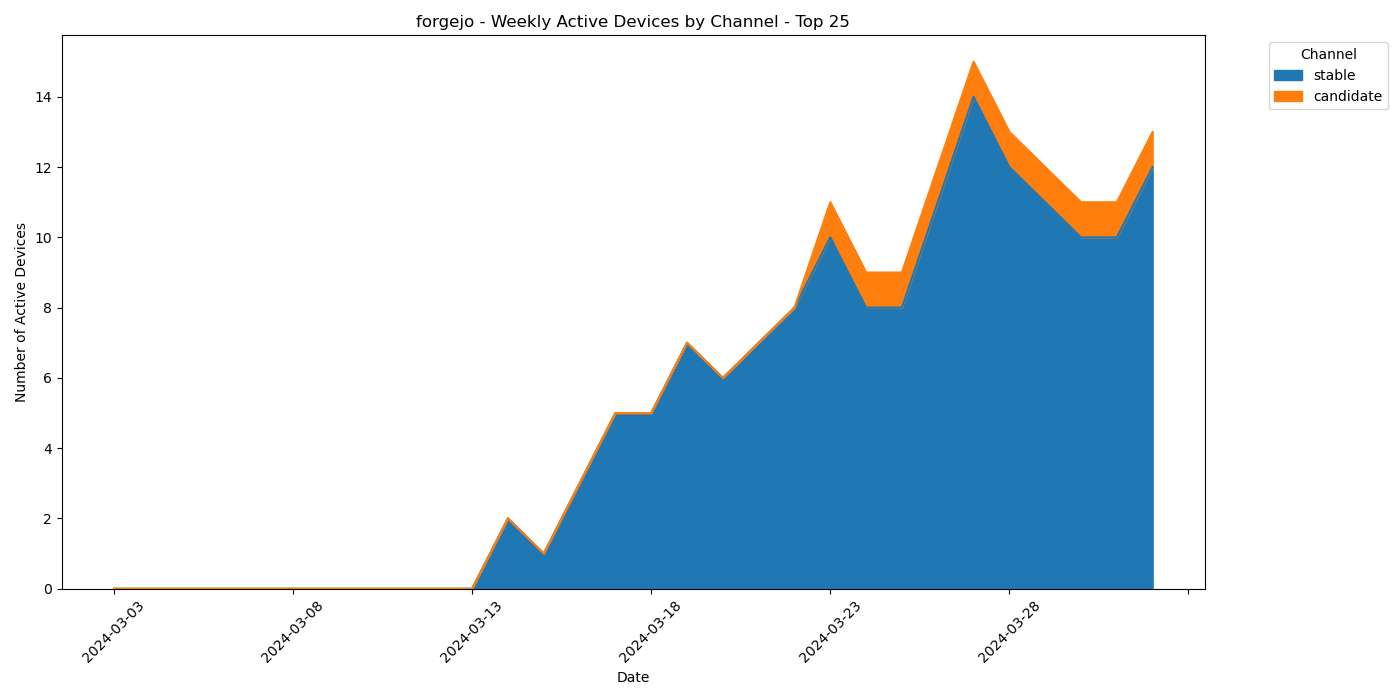 forgejo - Weekly Active Devices by Channel - Top 25
Channel
stable
candidate
Number of Active Devices
14
12
10
8
6
4
2
0
2024-03-03
2024-03-08
2024-03-13
2024-03-18
2024-03-23
2024-03-28
Date